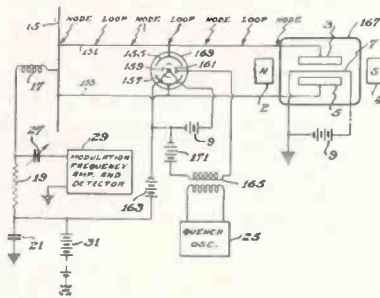 15
NODE LOOP NODE LOOP NODE LOOP NODE
151
155
169
159
161
157
153
3
167
7
N
2
5
S
4
17
9
9
171
27
29
MODULATION
FREQUENCY
AMP. AND
DETECTOR
163
165
19
QUENCH
OSC.
25
21
31